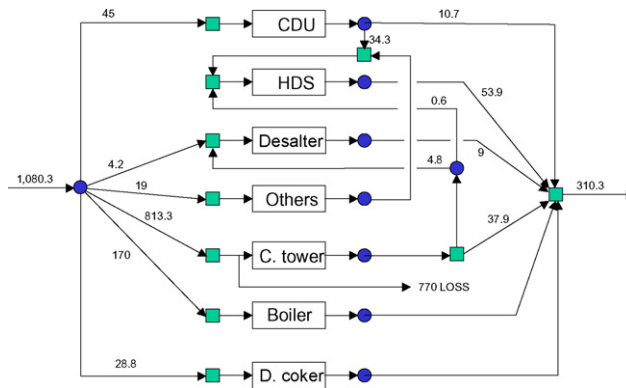 45
CDU
10.7
34.3
HDS
53.9
0.6
4.2
Desalter
4.8
9
1,080.3
19
Others
310.3
813.3
37.9
C. tower
170
770 LOSS
Boiler
28.8
D. coker